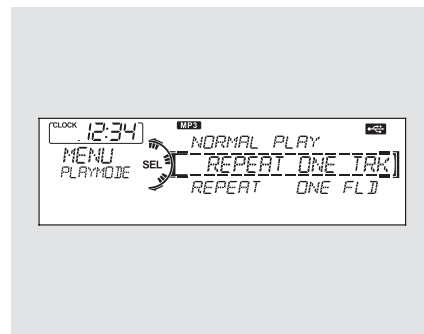 CLOCK 12:34
MP3
NORMAL PLAY
MENU
PLAYMODE
SEL
REPEAT ONE TRK
REPEAT ONE FLD